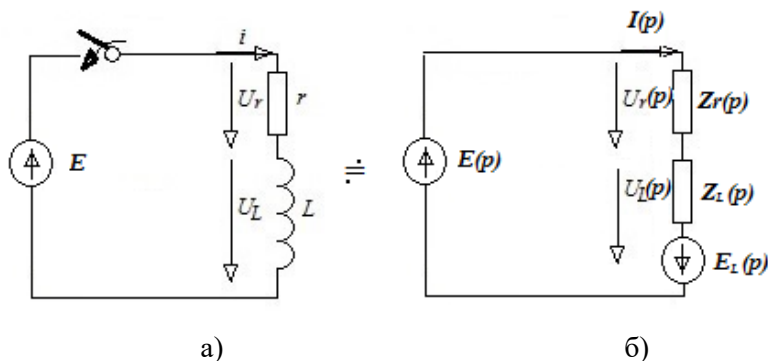 i
U_r
r
E
U_L
L
≓
I(p)
U_r(p)
Zr(p)
E(p)
U_L(p)
Z_L(p)
E_L(p)
а)
б)